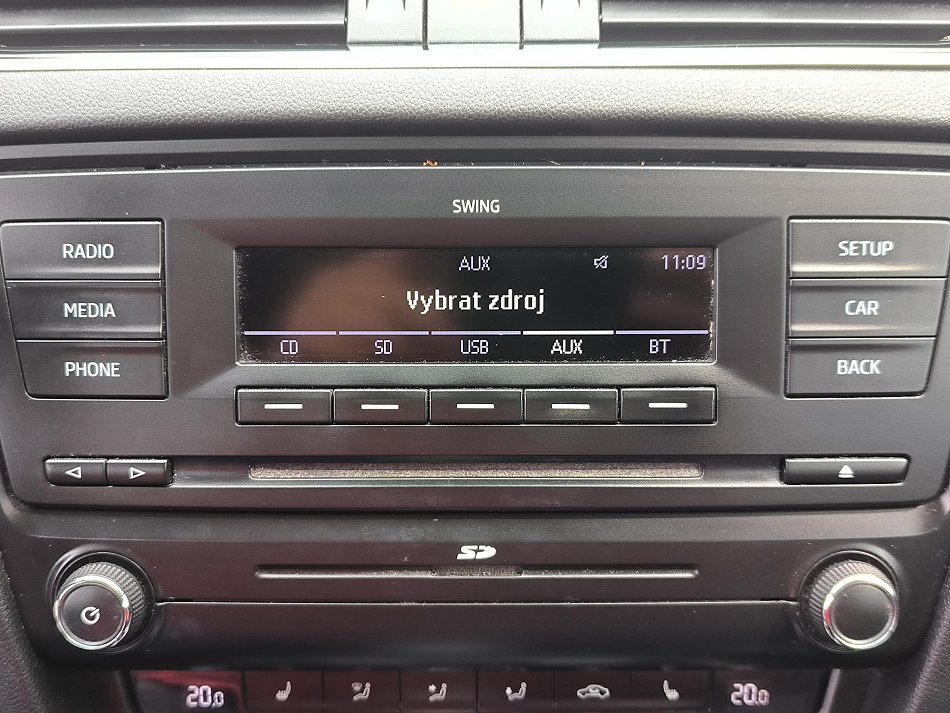 SWING
RADIO
MEDIA
PHONE
AUX 11:09
Vybrat zdroj
CD SD USB AUX BT
SETUP
CAR
BACK
SD
20,0 20,0